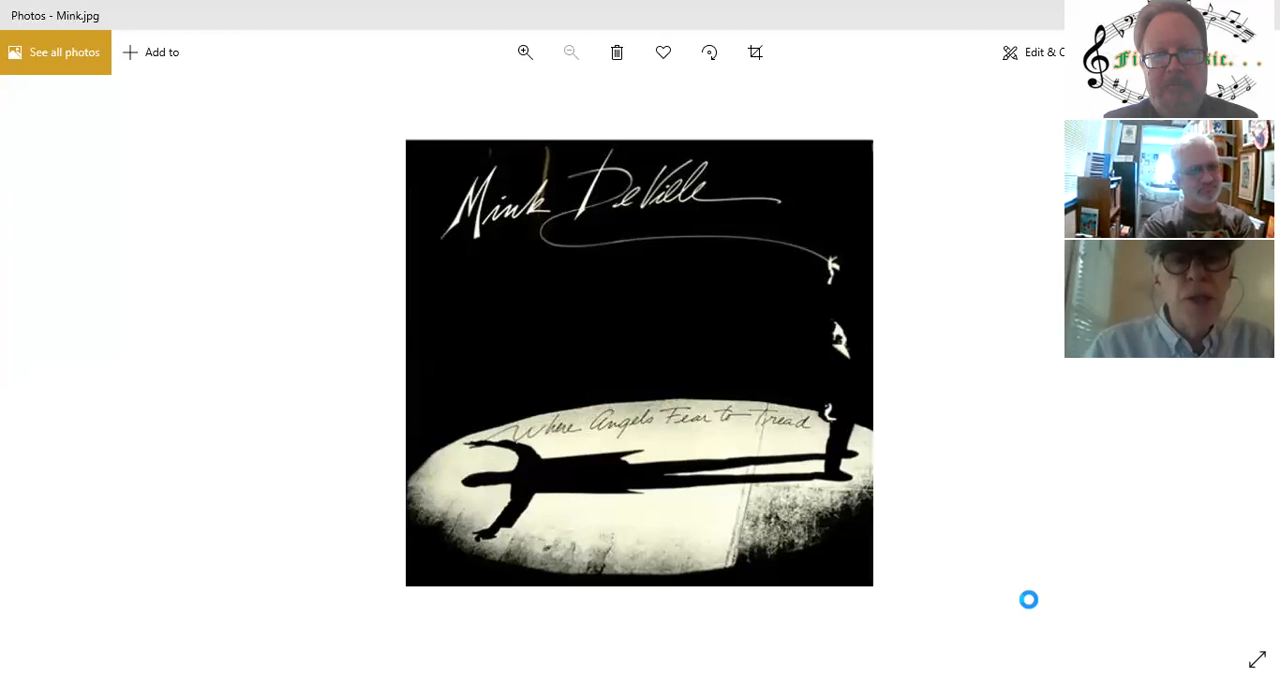 Photos - Mink.jpg
See all photos
Add to
Edit & C
Mink DeVille
Where Angels Fear to Tread